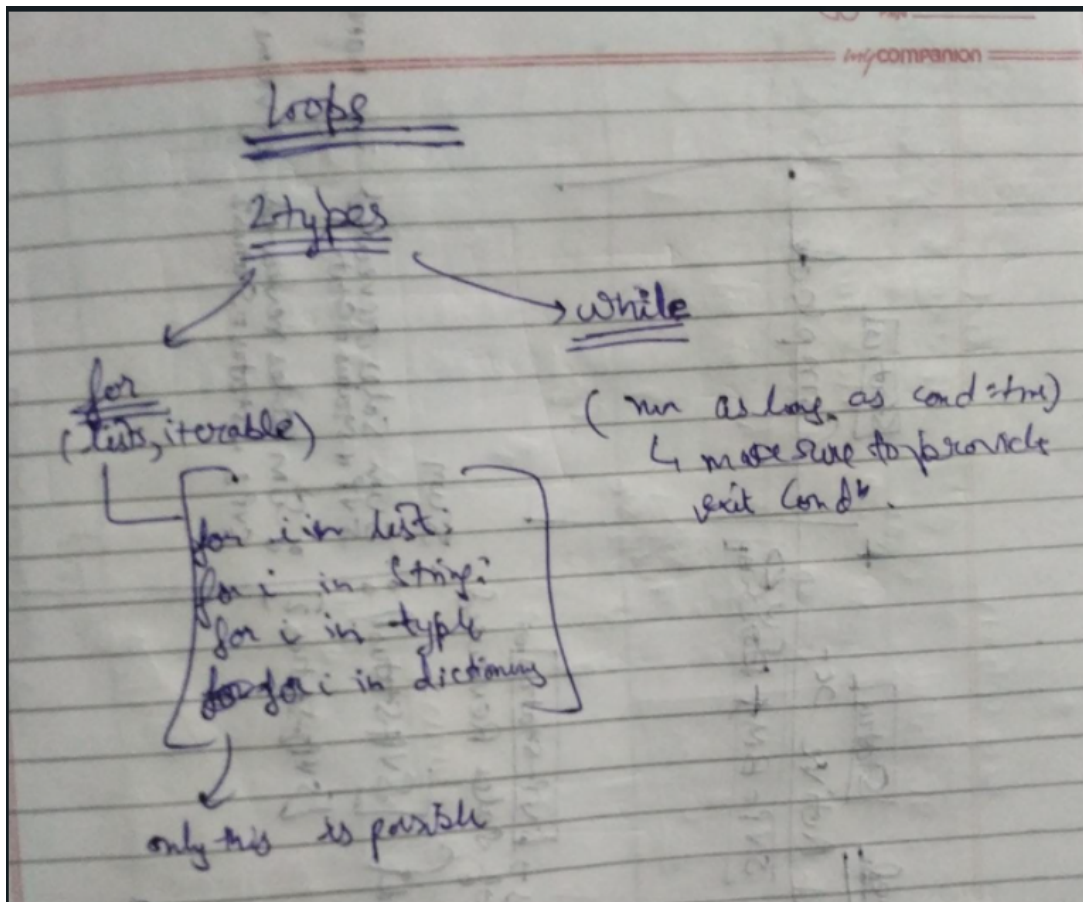 my companion
Loops
2 types
for
(lists, iterable)
while
(run as long as cond = true)
↳ make sure to provide
exit condn.
for i in list:
for i in string:
for i in tuple
for i in dictionary
only this is possible